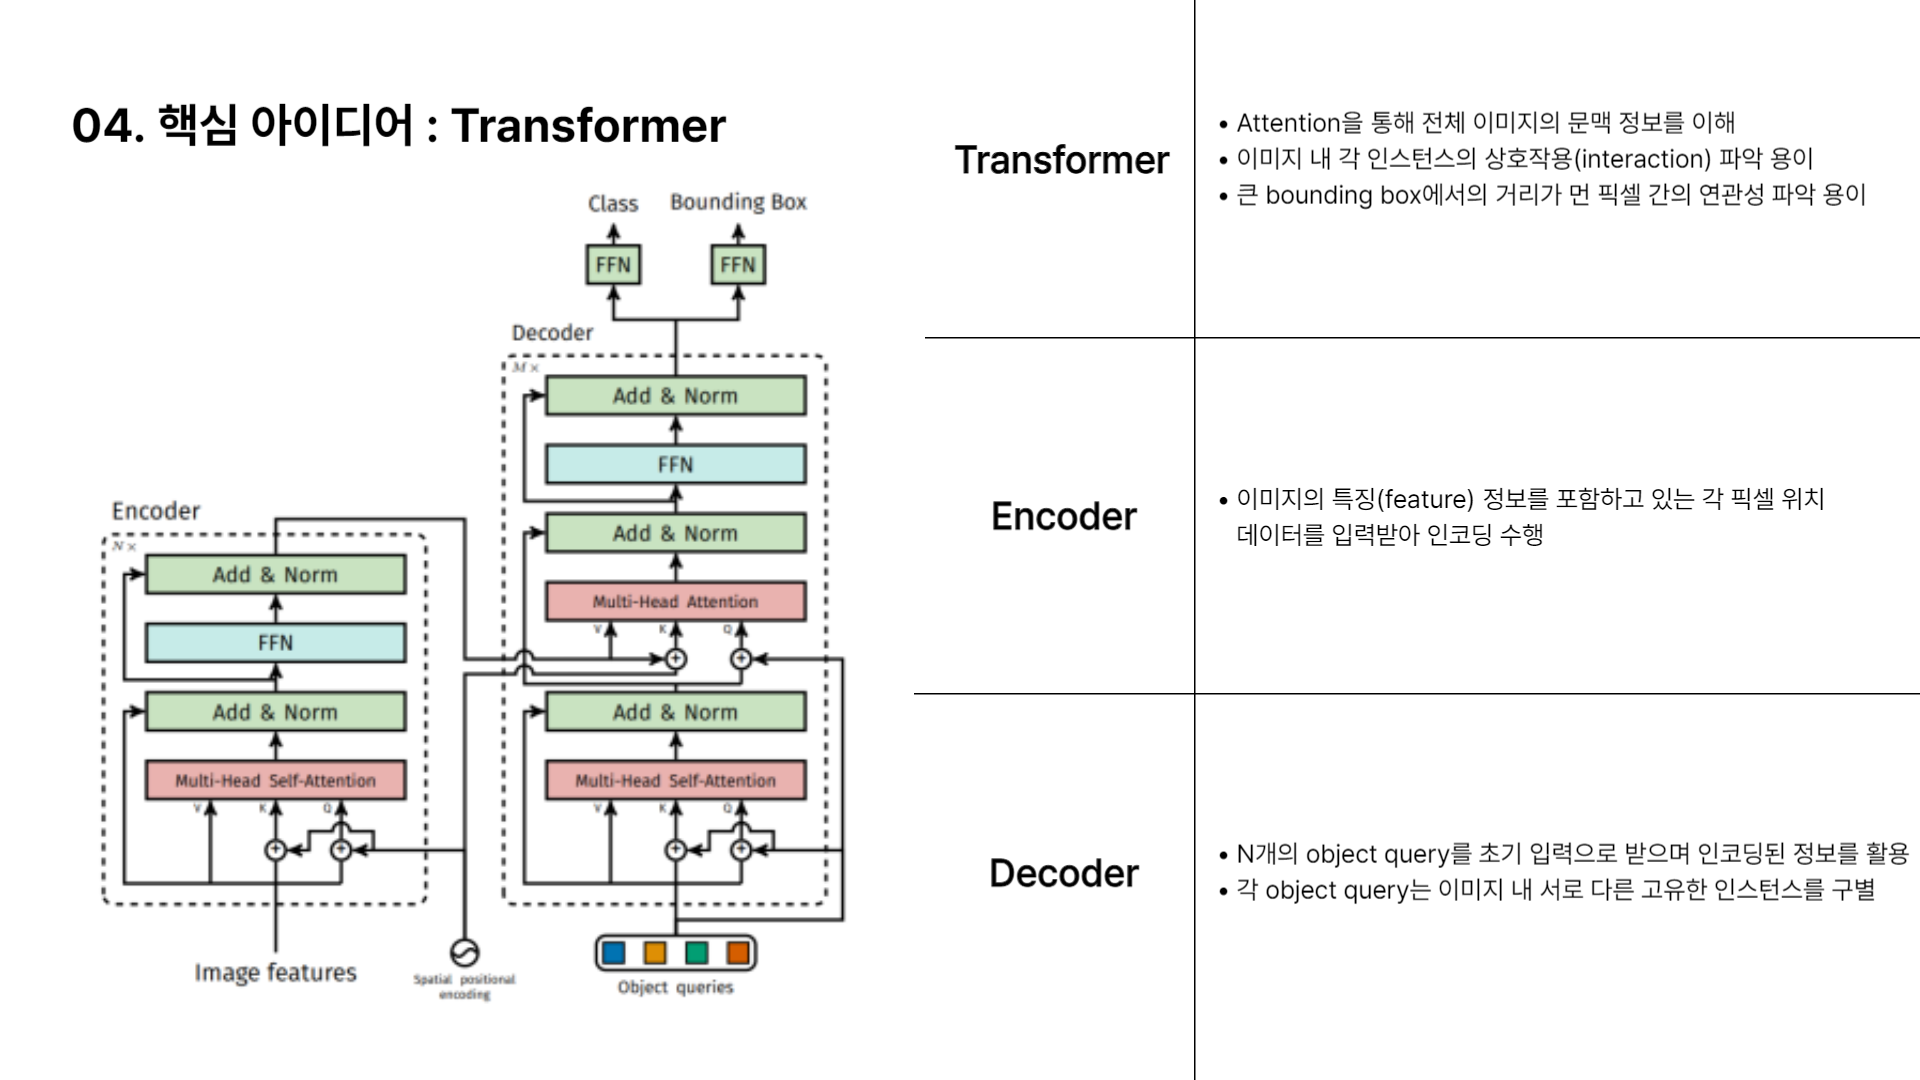 04. 핵심 아이디어 : Transformer
Class
Bounding Box
FFN
FFN
Decoder
M×
Add & Norm
FFN
Add & Norm
Multi-Head Attention
V
K
Q
Add & Norm
Multi-Head Self-Attention
V
K
Q
Object queries
Encoder
N×
Add & Norm
FFN
Add & Norm
Multi-Head Self-Attention
V
K
Q
Image features
Spatial positional
encoding
Transformer
• Attention을 통해 전체 이미지의 문맥 정보를 이해
• 이미지 내 각 인스턴스의 상호작용(interaction) 파악 용이
• 큰 bounding box에서의 거리가 먼 픽셀 간의 연관성 파악 용이
Encoder
• 이미지의 특징(feature) 정보를 포함하고 있는 각 픽셀 위치
데이터를 입력받아 인코딩 수행
Decoder
• N개의 object query를 초기 입력으로 받으며 인코딩된 정보를 활용
• 각 object query는 이미지 내 서로 다른 고유한 인스턴스를 구별